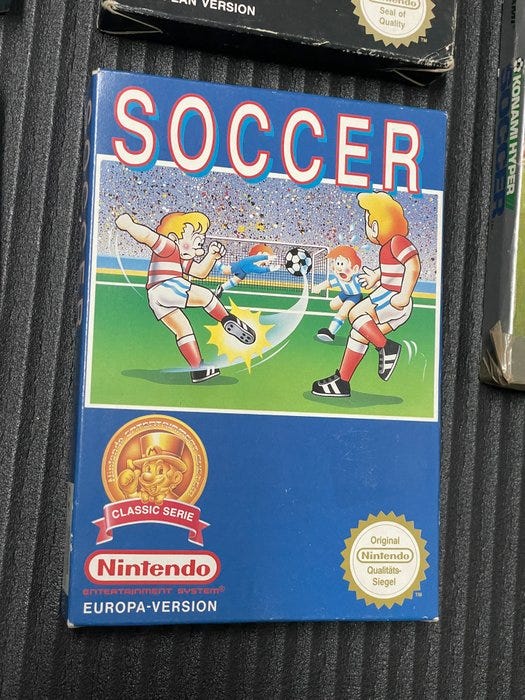 EAN VERSION
Nintendo
Seal of
Quality
TM
KONAMI HYPER
SOCCER
SOCCER
CLASSIC SERIE
Nintendo
ENTERTAINMENT SYSTEM®
EUROPA-VERSION
Original
Nintendo
Qualitäts-
Siegel
TM